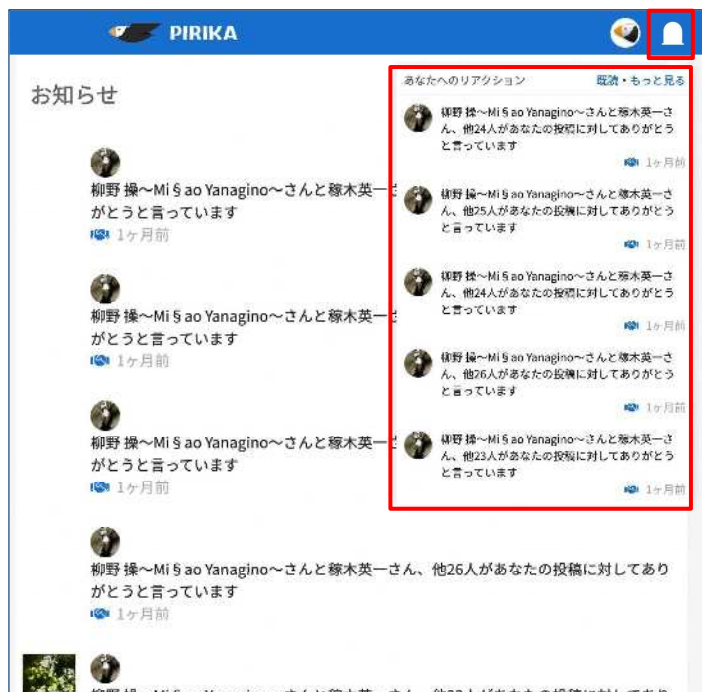 PIRIKA
お知らせ
柳野 操～Mi§ao Yanagino～さんと稼木英一さ
がとうと言っています
1ヶ月前
柳野 操～Mi§ao Yanagino～さんと稼木英一さ
がとうと言っています
1ヶ月前
柳野 操～Mi§ao Yanagino～さんと稼木英一さ
がとうと言っています
1ヶ月前
柳野 操～Mi§ao Yanagino～さんと稼木英一さん、他26人があなたの投稿に対してあり
がとうと言っています
1ヶ月前
あなたへのリアクション
既読・もっと見る
柳野 操～Mi§ao Yanagino～さんと稼木英一さ
ん、他24人があなたの投稿に対してありがとう
と言っています
1ヶ月前
柳野 操～Mi§ao Yanagino～さんと稼木英一さ
ん、他25人があなたの投稿に対してありがとう
と言っています
1ヶ月前
柳野 操～Mi§ao Yanagino～さんと稼木英一さ
ん、他24人があなたの投稿に対してありがとう
と言っています
1ヶ月前
柳野 操～Mi§ao Yanagino～さんと稼木英一さ
ん、他26人があなたの投稿に対してありがとう
と言っています
1ヶ月前
柳野 操～Mi§ao Yanagino～さんと稼木英一さ
ん、他23人があなたの投稿に対してありがとう
と言っています
1ヶ月前